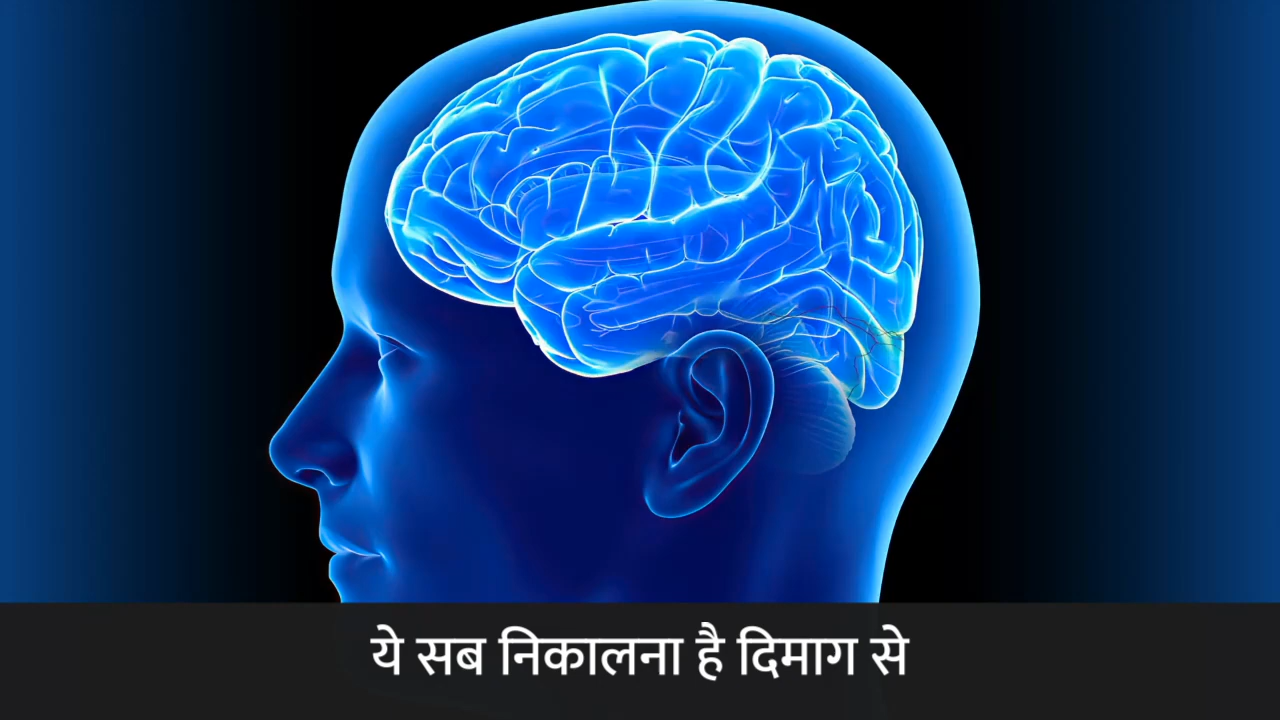 ये सब निकालना है दिमाग से